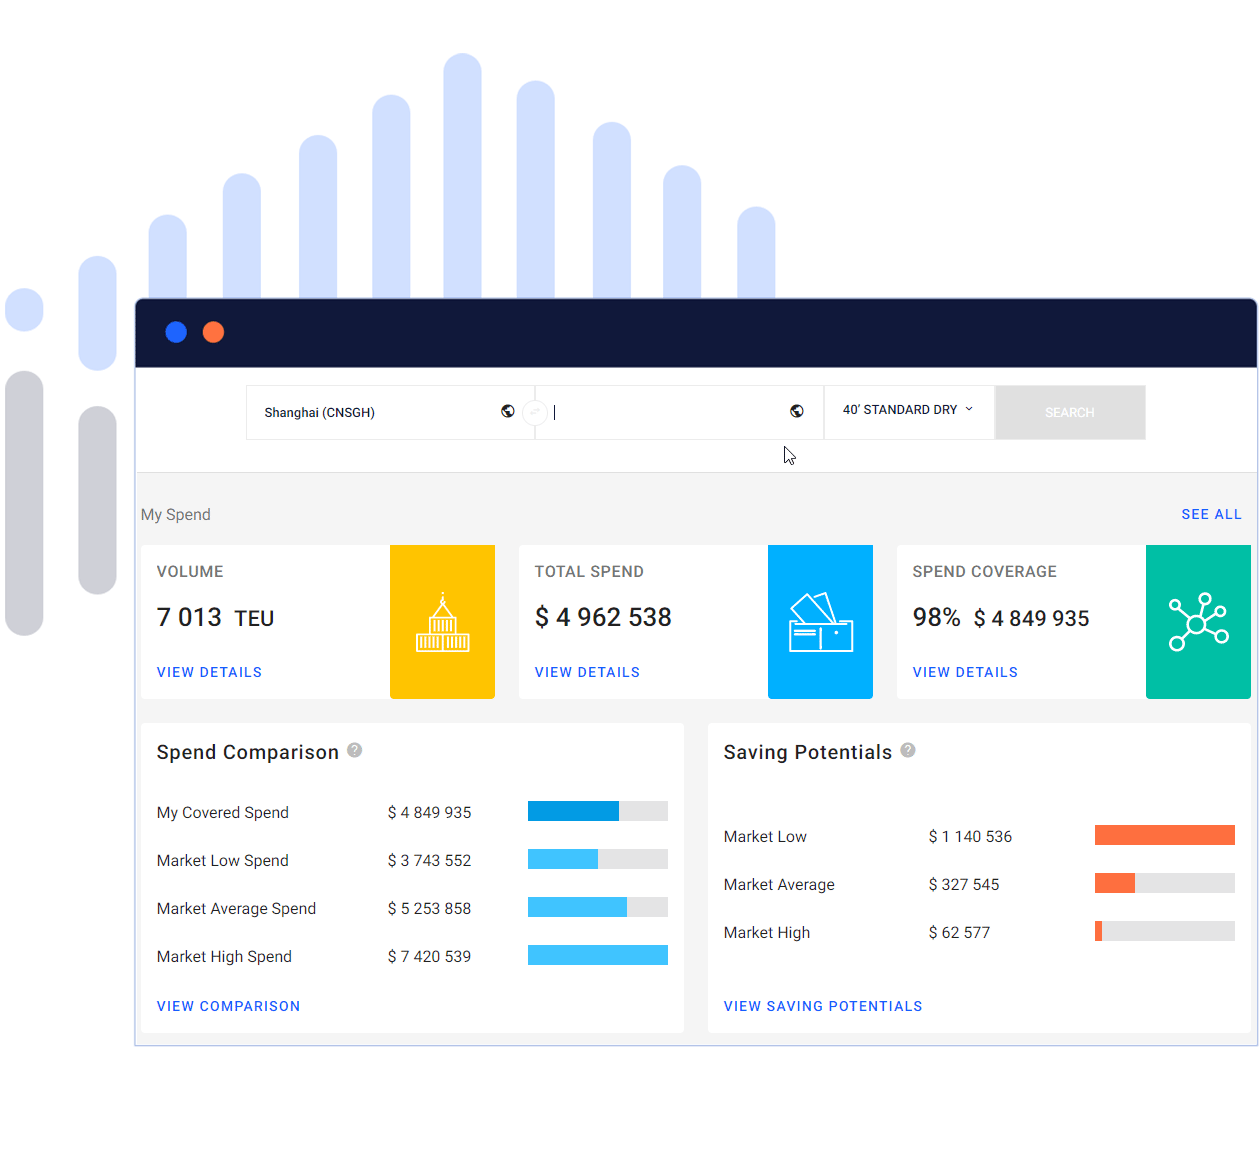 Shanghai (CNSGH)
40' STANDARD DRY
SEARCH
My Spend
SEE ALL
VOLUME
7 013 TEU
VIEW DETAILS
TOTAL SPEND
$ 4 962 538
VIEW DETAILS
SPEND COVERAGE
98% $ 4 849 935
VIEW DETAILS
Spend Comparison ?
My Covered Spend $ 4 849 935
Market Low Spend $ 3 743 552
Market Average Spend $ 5 253 858
Market High Spend $ 7 420 539
VIEW COMPARISON
Saving Potentials ?
Market Low $ 1 140 536
Market Average $ 327 545
Market High $ 62 577
VIEW SAVING POTENTIALS